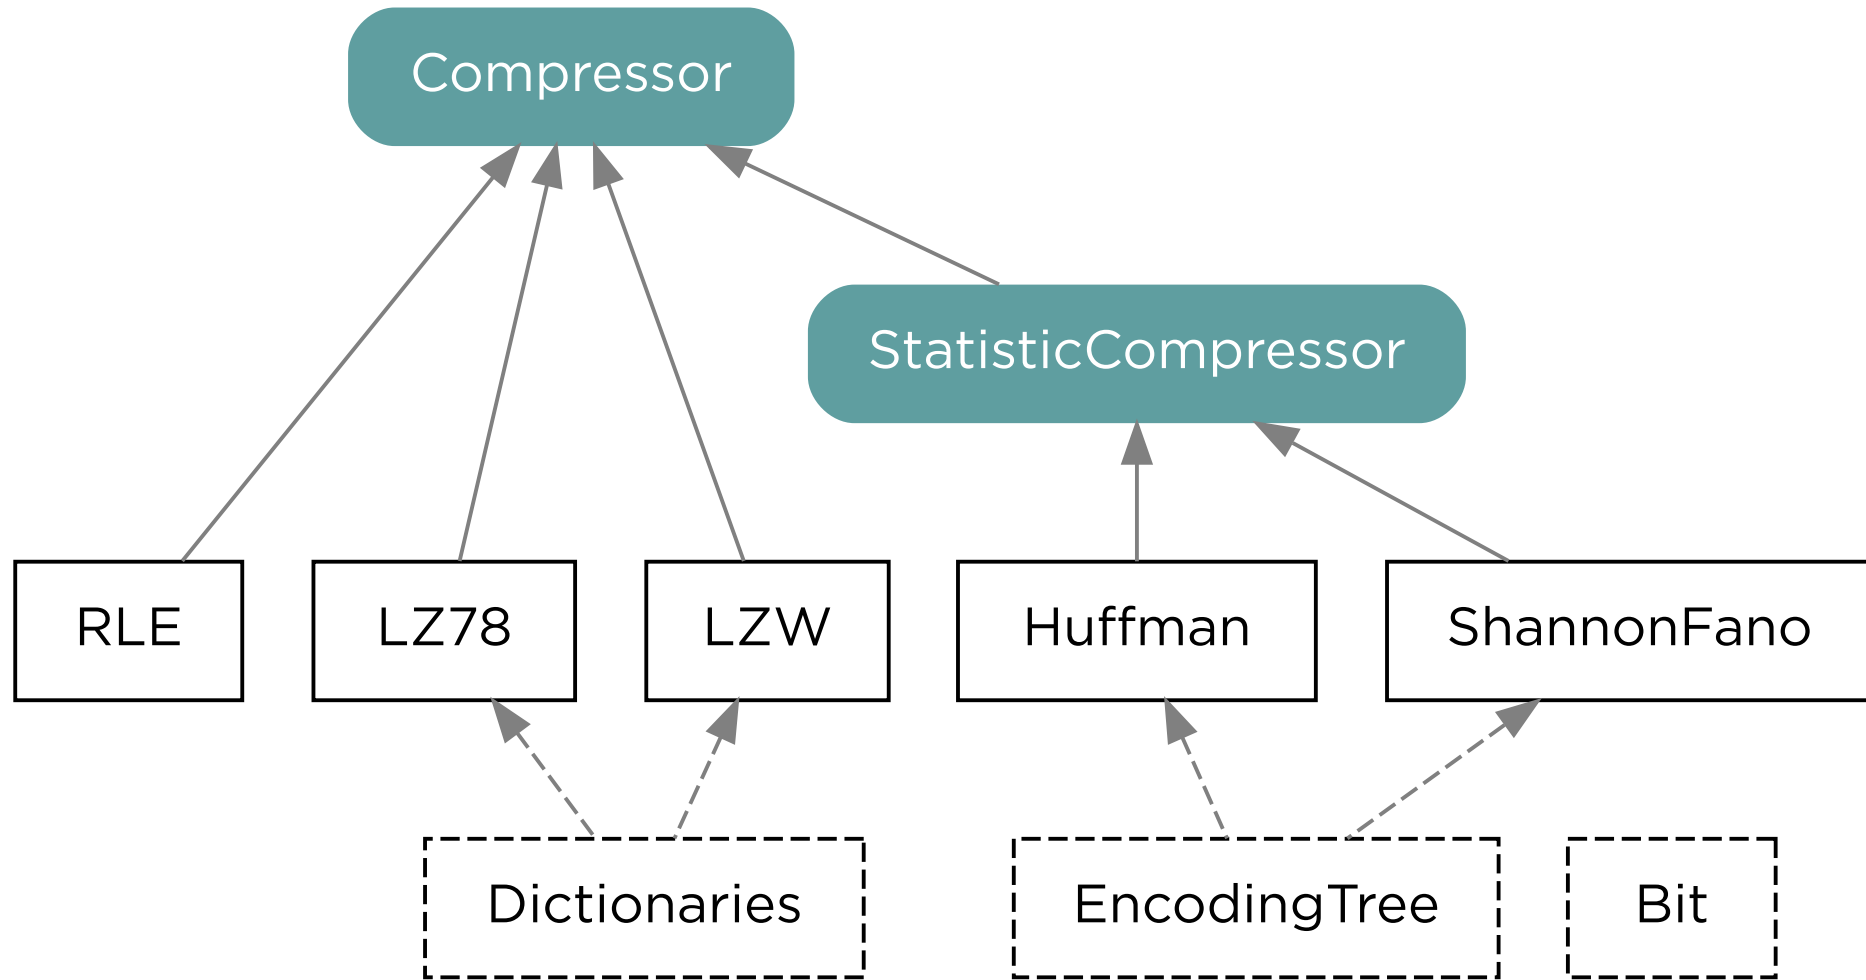 Compressor
StatisticCompressor
RLE
LZ78
LZW
Huffman
ShannonFano
Dictionaries
EncodingTree
Bit